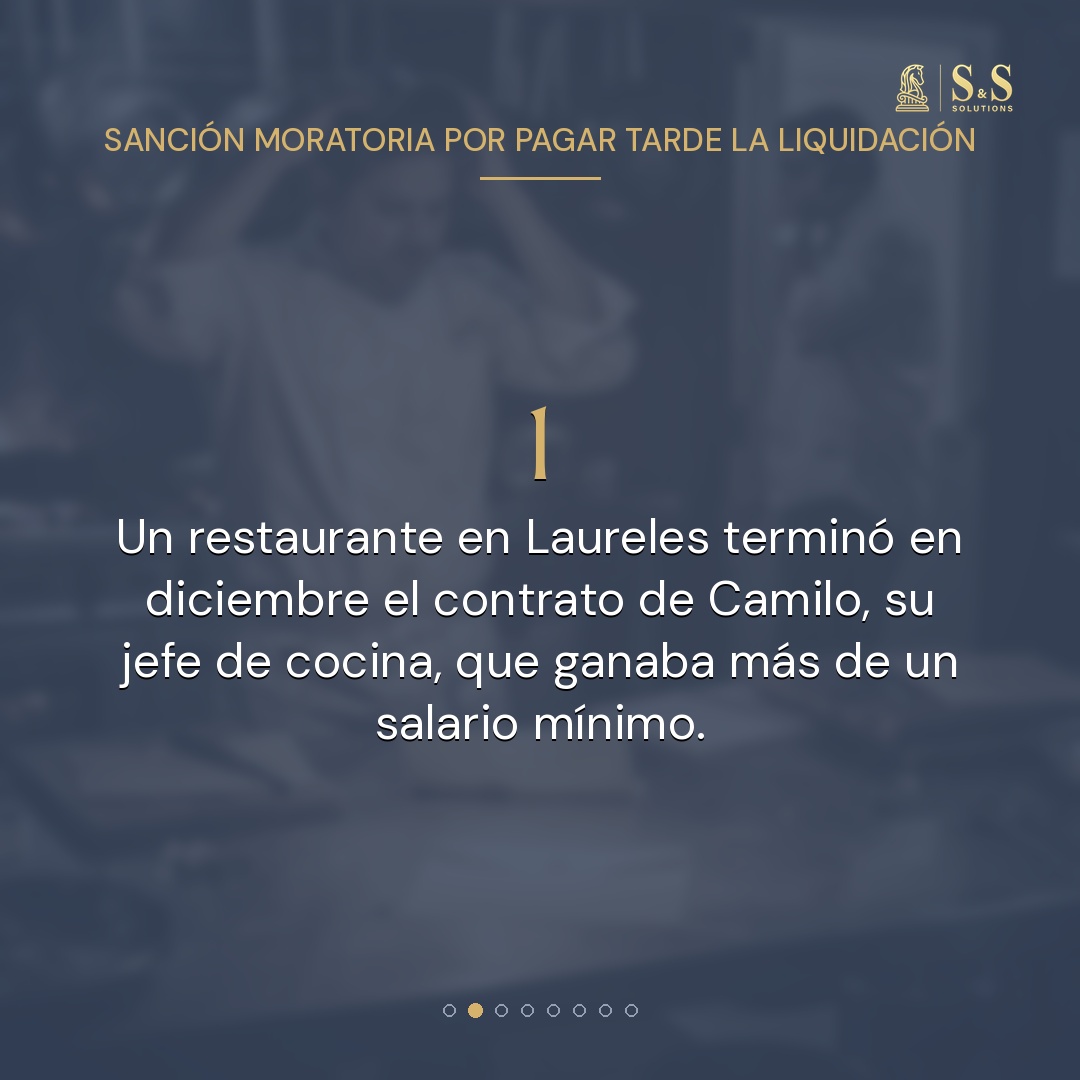 S&S
SOLUTIONS
SANCIÓN MORATORIA POR PAGAR TARDE LA LIQUIDACIÓN
1
Un restaurante en Laureles terminó en
diciembre el contrato de Camilo, su
jefe de cocina, que ganaba más de un
salario mínimo.